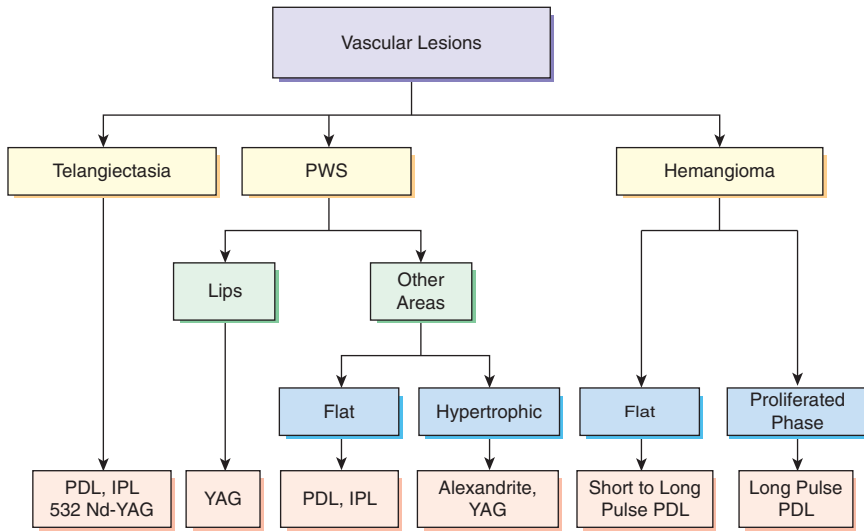 Vascular Lesions
Telangiectasia
PWS
Hemangioma
Lips
Other
Areas
Flat
Hypertrophic
Flat
Proliferated
Phase
PDL, IPL
532 Nd-YAG
YAG
PDL, IPL
Alexandrite,
YAG
Short to Long
Pulse PDL
Long Pulse
PDL